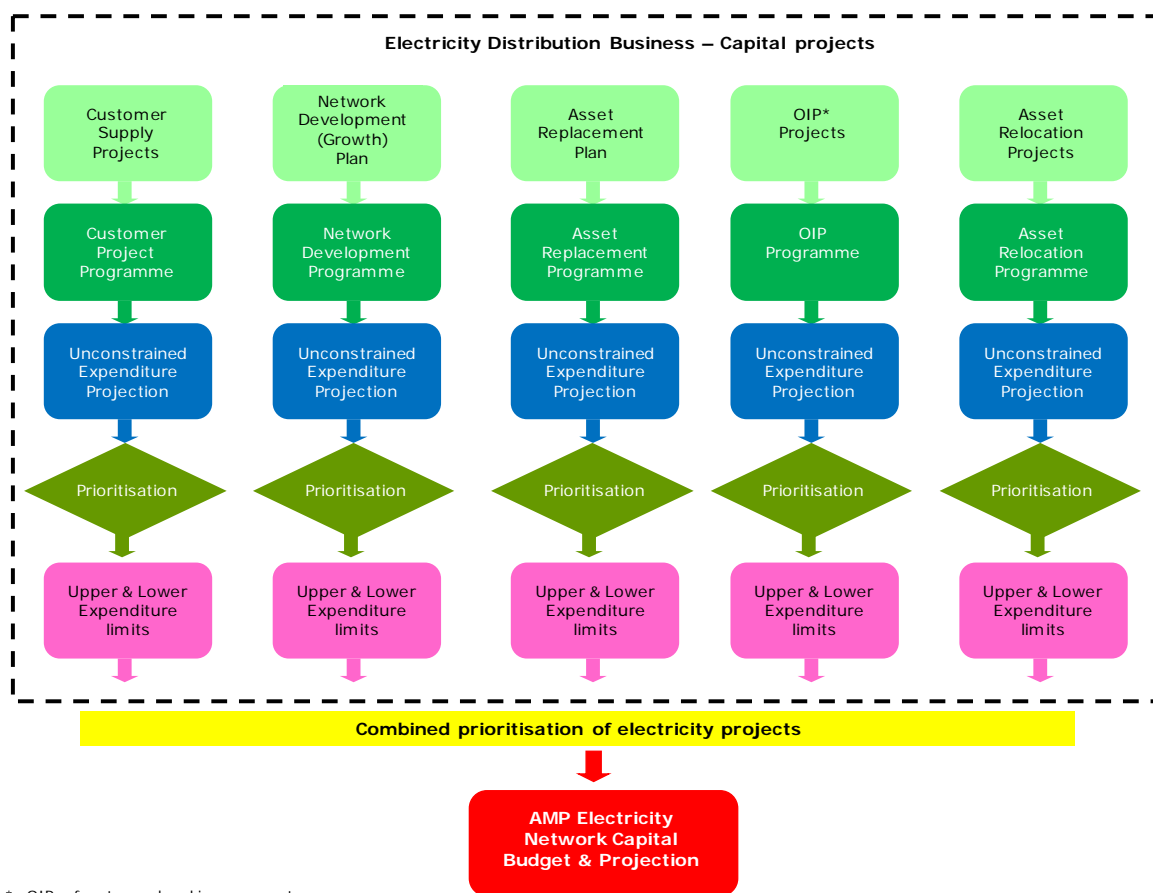 Electricity Distribution Business – Capital projects
Customer
Supply
Projects
Network
Development
(Growth)
Plan
Asset
Replacement
Plan
OIP*
Projects
Asset
Relocation
Projects
Customer
Project
Programme
Network
Development
Programme
Asset
Replacement
Programme
OIP
Programme
Asset
Relocation
Programme
Unconstrained
Expenditure
Projection
Unconstrained
Expenditure
Projection
Unconstrained
Expenditure
Projection
Unconstrained
Expenditure
Projection
Unconstrained
Expenditure
Projection
Prioritisation
Prioritisation
Prioritisation
Prioritisation
Prioritisation
Upper & Lower
Expenditure
limits
Upper & Lower
Expenditure
limits
Upper & Lower
Expenditure
limits
Upper & Lower
Expenditure
limits
Upper & Lower
Expenditure
limits
Combined prioritisation of electricity projects
AMP Electricity
Network Capital
Budget & Projection
* OIP